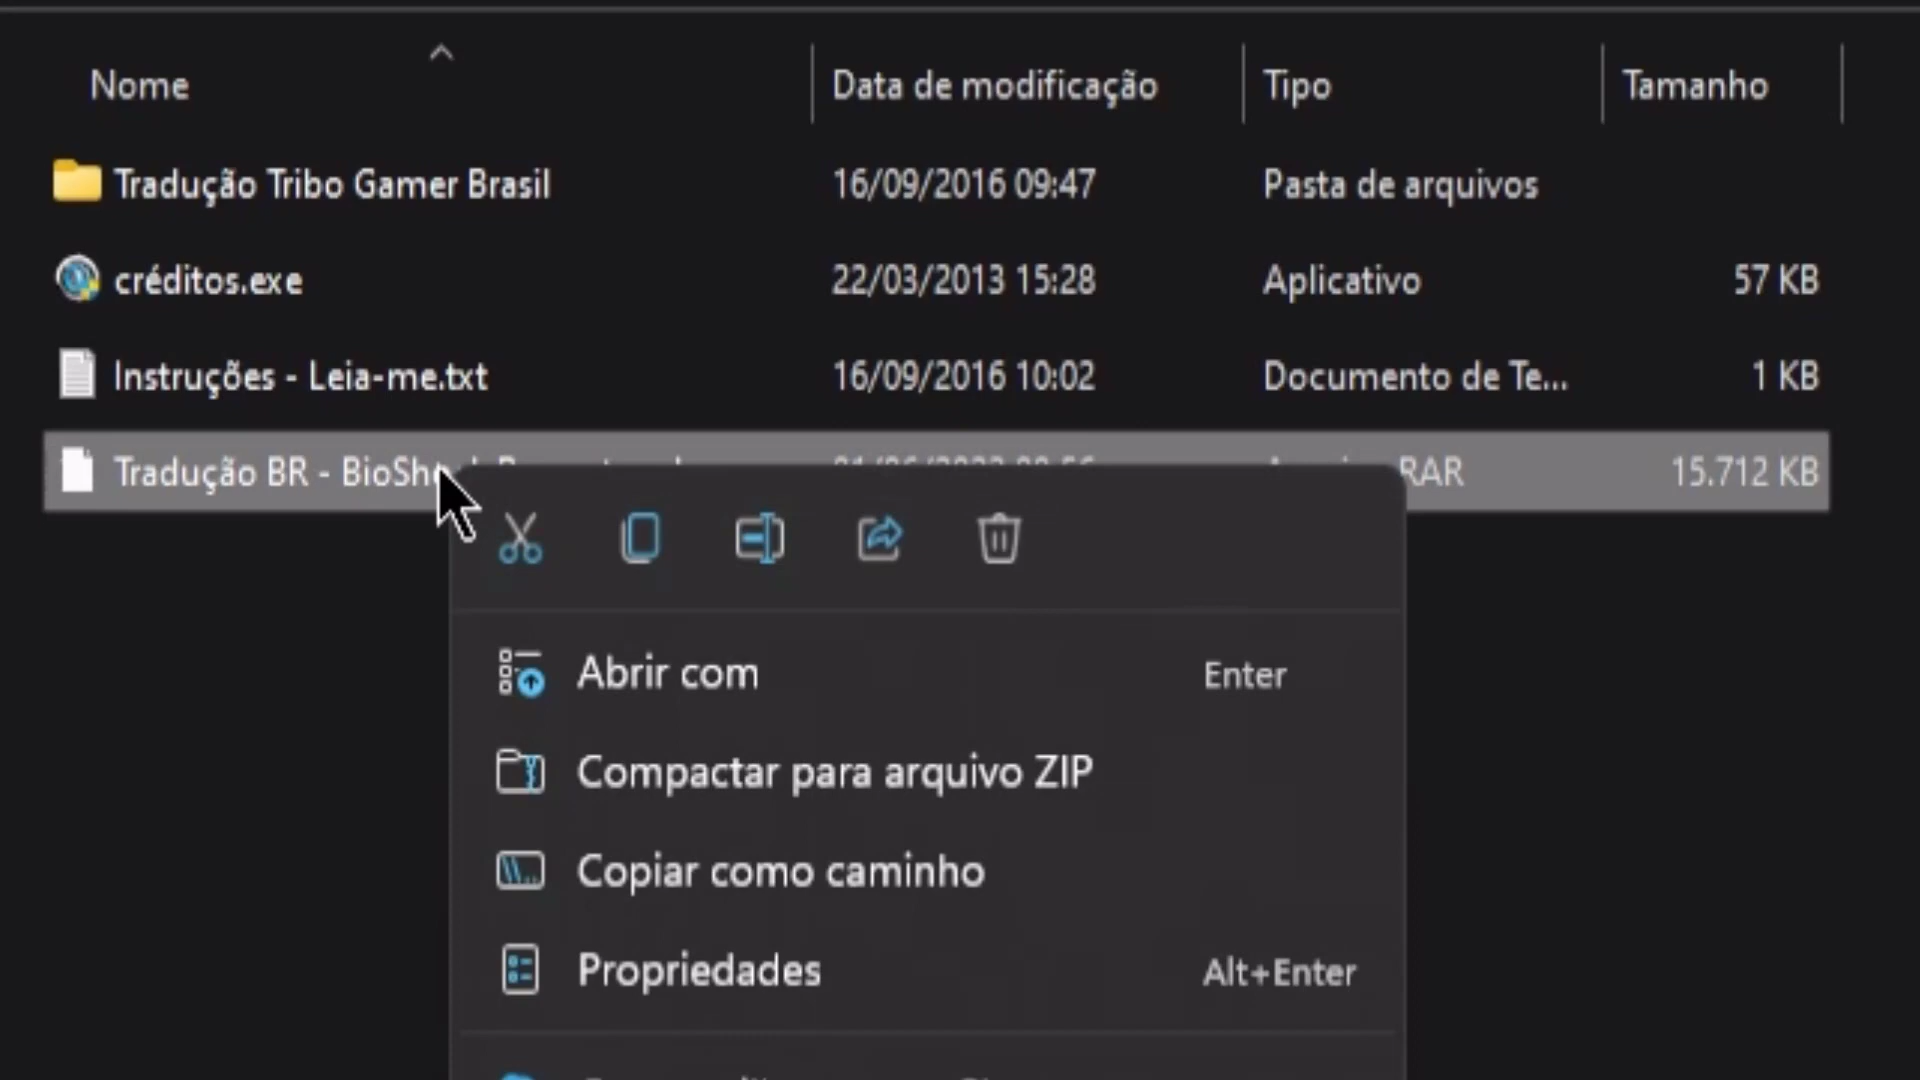 Nome Data de modificação Tipo Tamanho
Tradução Tribo Gamer Brasil 16/09/2016 09:47 Pasta de arquivos
créditos.exe 22/03/2013 15:28 Aplicativo 57 KB
Instruções - Leia-me.txt 16/09/2016 10:02 Documento de Te... 1 KB
Tradução BR - RAR 15.712 KB
Abrir com Enter
Compactar para arquivo ZIP
Copiar como caminho
Propriedades Alt+Enter